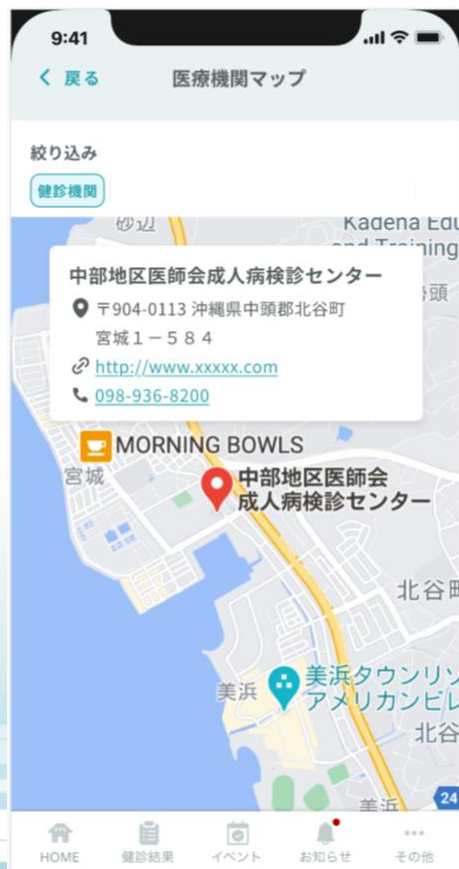 9:41
戻る
医療機関マップ
絞り込み
健診機関
砂辺
Kadena Edu
and Training
中部地区医師会成人病検診センター
〒904-0113 沖縄県中頭郡北谷町
宮城1－584
http://www.xxxxx.com
098-936-8200
MORNING BOWLS
宮城
中部地区医師会
成人病検診センター
北谷町
美浜タウンリソ
アメリカンビレ
美浜
北谷
美浜
24
HOME
健診結果
イベント
お知らせ
その他